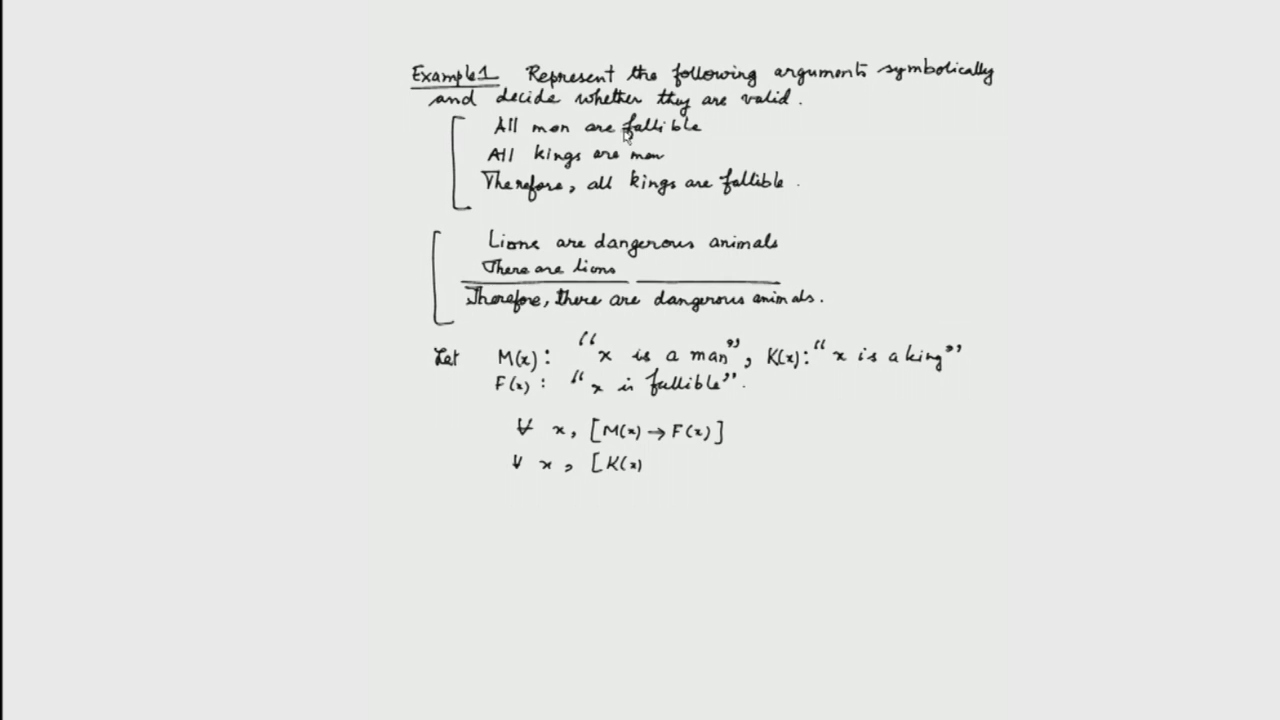 Example 1 Represent the following arguments symbolically
and decide whether they are valid.
All men are fallible
All kings are men
Therefore, all kings are fallible.
Lions are dangerous animals
There are lions
Therefore, there are dangerous animals.
Let M(x): "x is a man", K(x): "x is a king"
F(x): "x is fallible".
∀ x, [M(x) → F(x)]
∀ x, [K(x)